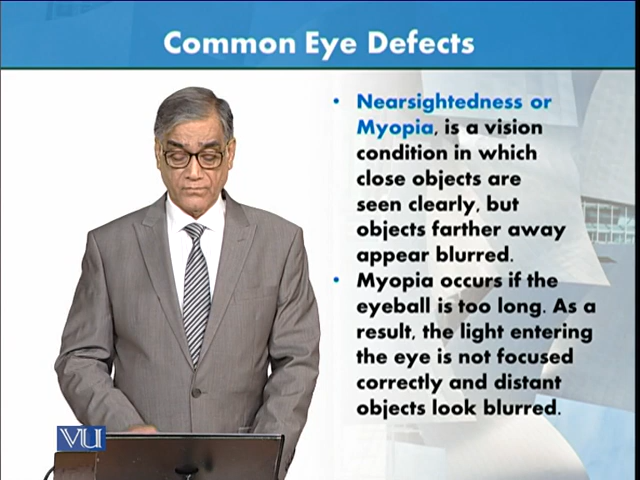 Common Eye Defects
• Nearsightedness or
Myopia, is a vision
condition in which
close objects are
seen clearly, but
objects farther away
appear blurred.
• Myopia occurs if the
eyeball is too long. As a
result, the light entering
the eye is not focused
correctly and distant
objects look blurred.
VU